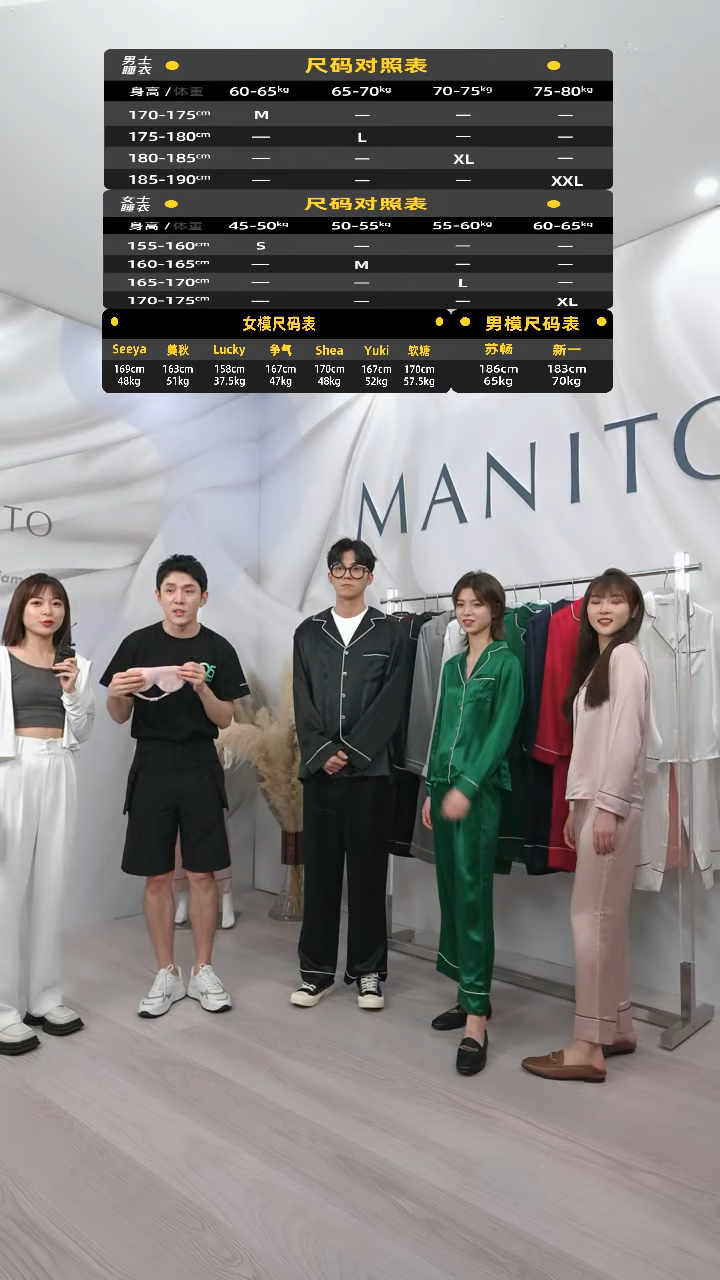 男士
睡衣
尺码对照表
身高 /体重 60-65kg 65-70kg 70-75kg 75-80kg
170-175cm M — — —
175-180cm — L — —
180-185cm — — XL —
185-190cm — — — XXL
女士
睡衣
尺码对照表
身高 /体重 45-50kg 50-55kg 55-60kg 60-65kg
155-160cm S — — —
160-165cm — M — —
165-170cm — — L —
170-175cm — — — XL
女模尺码表
Seeya 美秋 Lucky 争气 Shea Yuki 软糖
169cm 163cm 158cm 167cm 170cm 167cm 170cm
48kg 51kg 37.5kg 47kg 48kg 52kg 57.5kg
男模尺码表
苏畅 新一
186cm 183cm
65kg 70kg
MANITO
TO